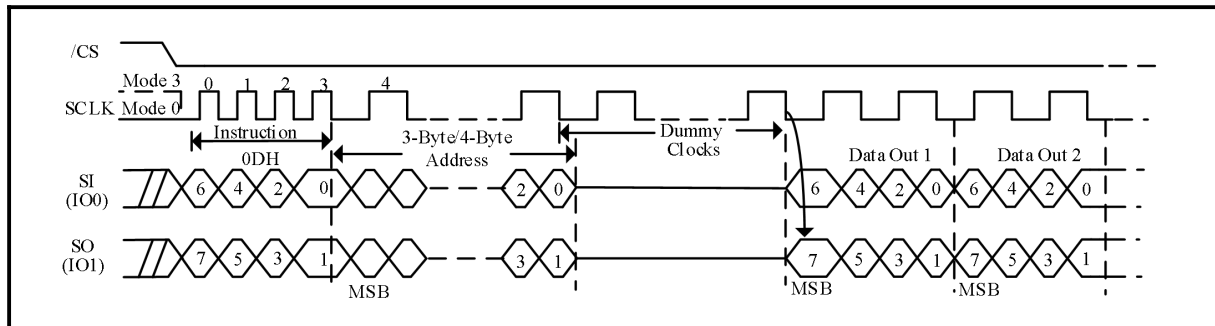 /CS
Mode 3 0 1 2 3 4
SCLK Mode 0
Instruction
0DH
3-Byte/4-Byte
Address
Dummy
Clocks
Data Out 1 Data Out 2
SI
(IO0)
6 4 2 0 2 0 6 4 2 0 6 4 2 0
SO
(IO1)
7 5 3 1 3 1 7 5 3 1 7 5 3 1
MSB MSB MSB